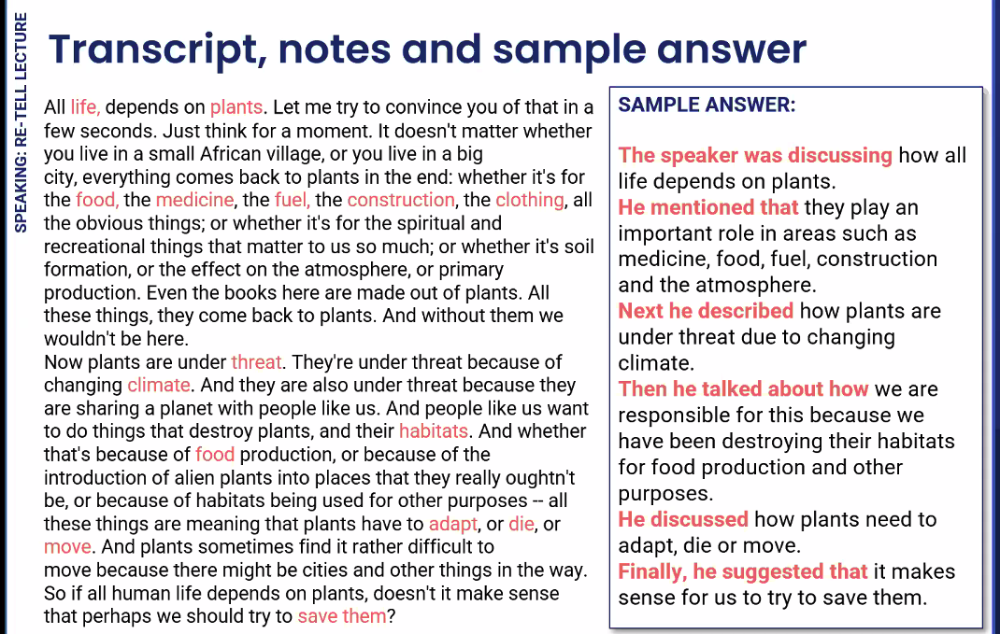 SPEAKING: RE-TELL LECTURE
Transcript, notes and sample answer
All life, depends on plants. Let me try to convince you of that in a
few seconds. Just think for a moment. It doesn't matter whether
you live in a small African village, or you live in a big
city, everything comes back to plants in the end: whether it's for
the food, the medicine, the fuel, the construction, the clothing, all
the obvious things; or whether it's for the spiritual and
recreational things that matter to us so much; or whether it's soil
formation, or the effect on the atmosphere, or primary
production. Even the books here are made out of plants. All
these things, they come back to plants. And without them we
wouldn't be here.
Now plants are under threat. They're under threat because of
changing climate. And they are also under threat because they
are sharing a planet with people like us. And people like us want
to do things that destroy plants, and their habitats. And whether
that's because of food production, or because of the
introduction of alien plants into places that they really oughtn't
be, or because of habitats being used for other purposes -- all
these things are meaning that plants have to adapt, or die, or
move. And plants sometimes find it rather difficult to
move because there might be cities and other things in the way.
So if all human life depends on plants, doesn't it make sense
that perhaps we should try to save them?
SAMPLE ANSWER:
The speaker was discussing how all
life depends on plants.
He mentioned that they play an
important role in areas such as
medicine, food, fuel, construction
and the atmosphere.
Next he described how plants are
under threat due to changing
climate.
Then he talked about how we are
responsible for this because we
have been destroying their habitats
for food production and other
purposes.
He discussed how plants need to
adapt, die or move.
Finally, he suggested that it makes
sense for us to try to save them.